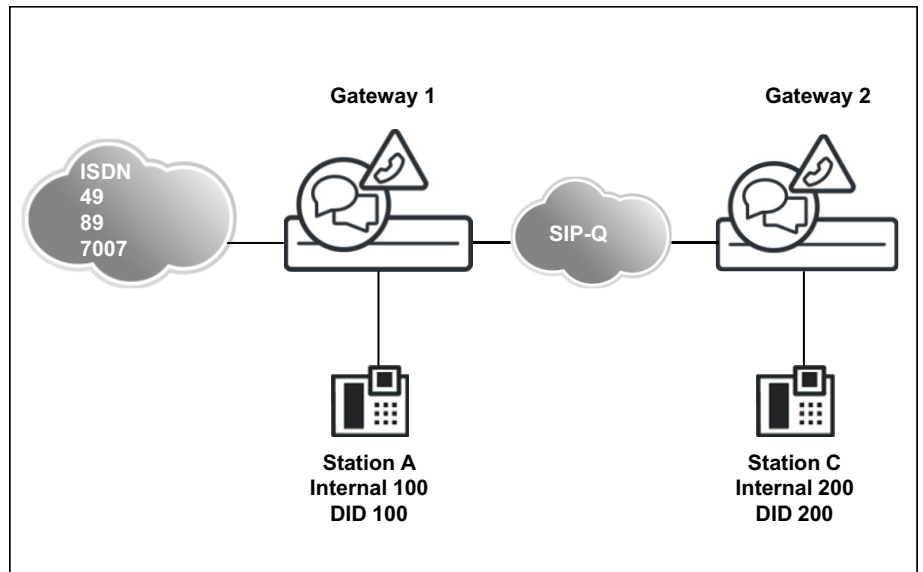 Gateway 1
Gateway 2
ISDN
49
89
7007
SIP-Q
Station A
Internal 100
DID 100
Station C
Internal 200
DID 200